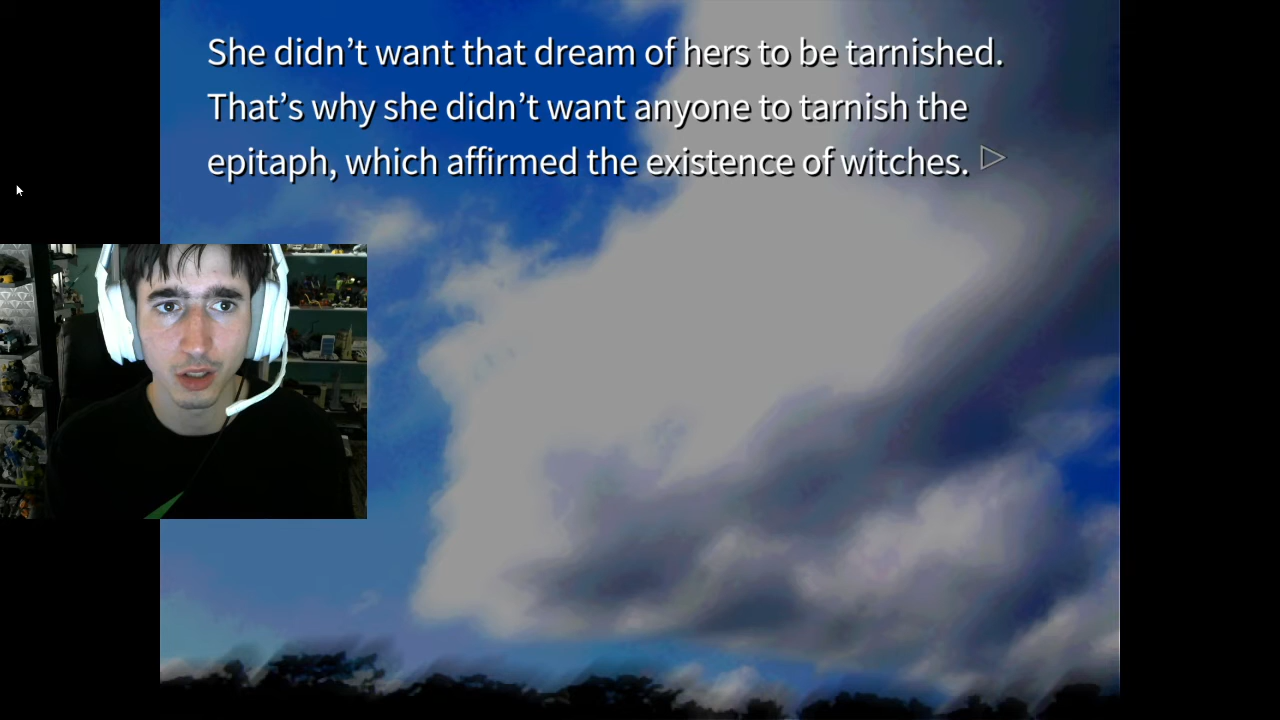 She didn’t want that dream of hers to be tarnished.
That’s why she didn’t want anyone to tarnish the
epitaph, which affirmed the existence of witches.